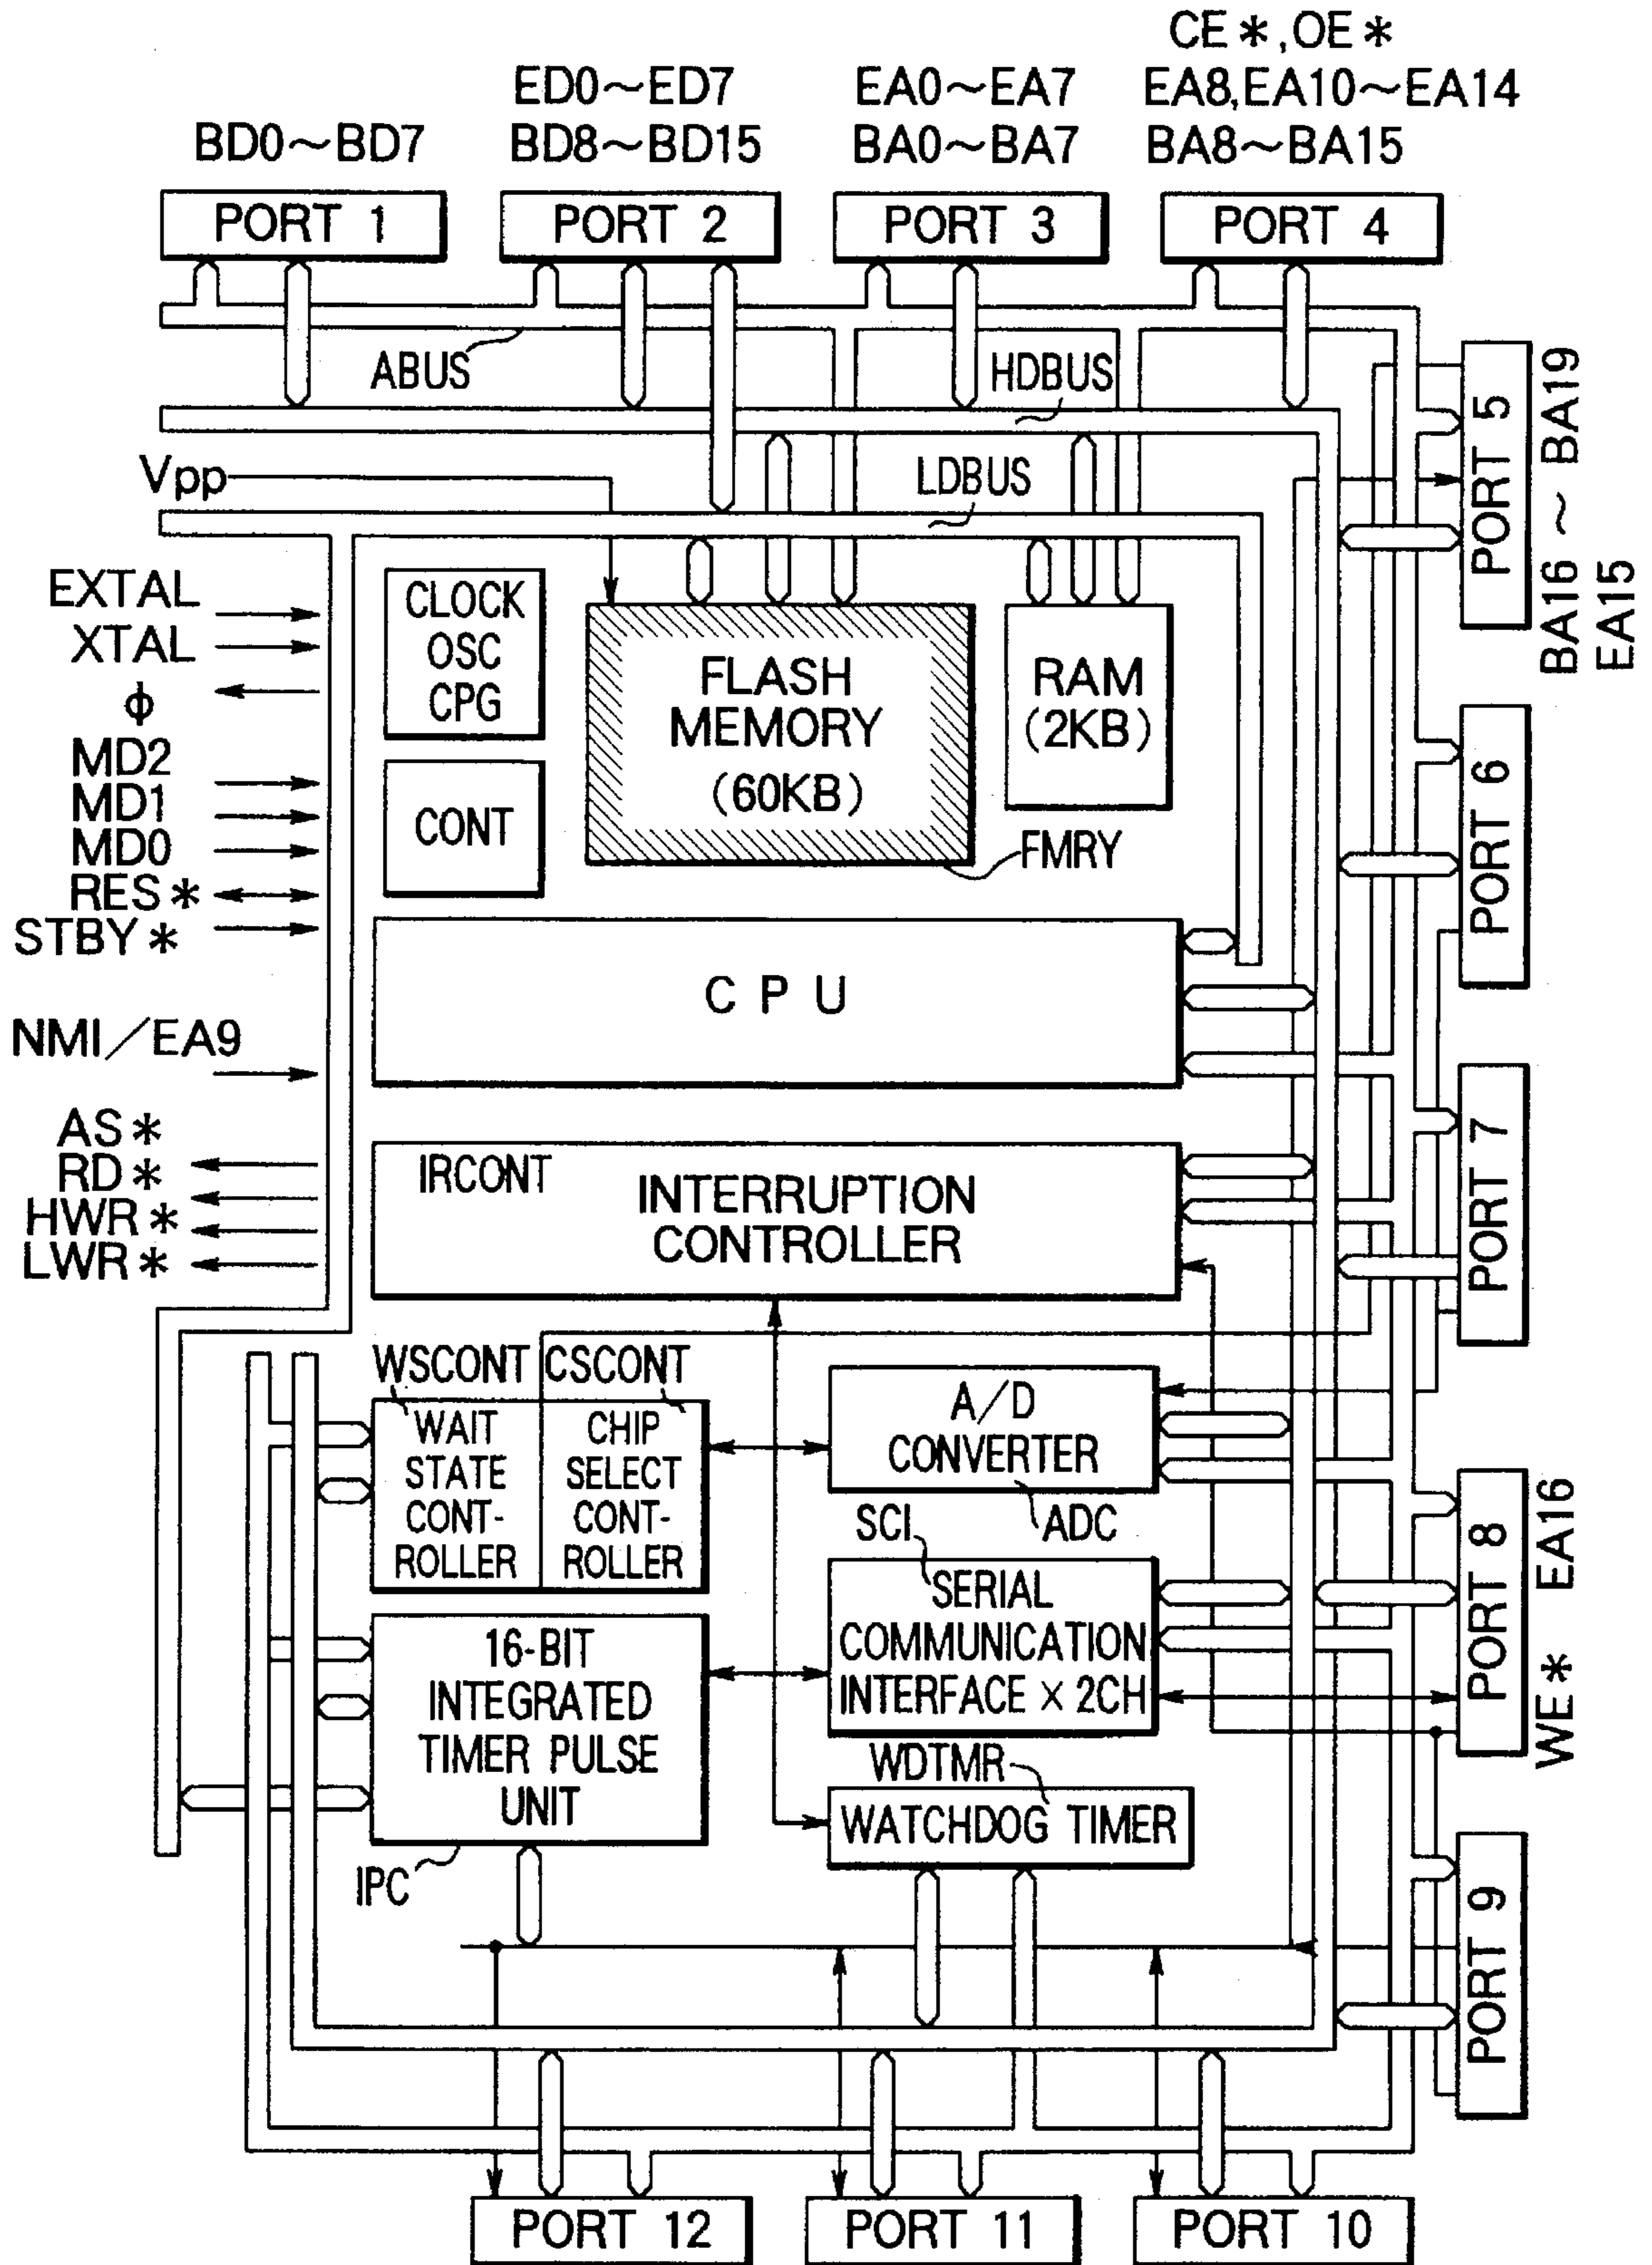 CE*,OE*
ED0~ED7
EA0~EA7
EA8,EA10~EA14
BD0~BD7
BD8~BD15
BA0~BA7
BA8~BA15
PORT 1
PORT 2
PORT 3
PORT 4
ABUS
HDBUS
PORT 5
BA16 ~ BA19
EA15
Vpp
LDBUS
EXTAL
XTAL
φ
MD2
MD1
MD0
RES*
STBY*
CLOCK
OSC
CPG
CONT
FLASH
MEMORY
(60KB)
FMRY
RAM
(2KB)
PORT 6
CPU
NMI/EA9
AS*
RD*
HWR*
LWR*
IRCONT
INTERRUPTION
CONTROLLER
PORT 7
WSCONT
CSCONT
WAIT
STATE
CONT-
ROLLER
CHIP
SELECT
CONT-
ROLLER
A/D
CONVERTER
ADC
SCI
SERIAL
COMMUNICATION
INTERFACE × 2CH
PORT 8
WE* EA16
16-BIT
INTEGRATED
TIMER PULSE
UNIT
IPC
WDTMR
WATCHDOG TIMER
PORT 9
PORT 12
PORT 11
PORT 10